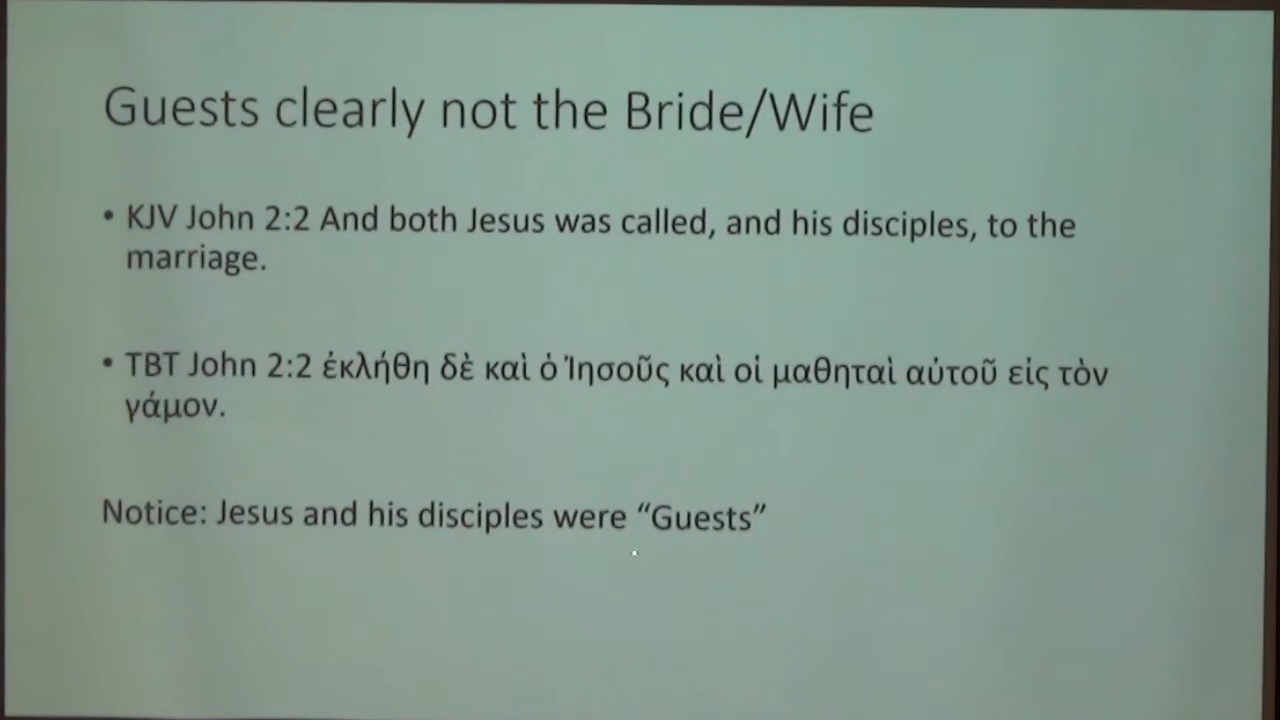 Guests clearly not the Bride/Wife
• KJV John 2:2 And both Jesus was called, and his disciples, to the
marriage.
• TBT John 2:2 ἐκλήθη δὲ καὶ ὁ Ἰησοῦς καὶ οἱ μαθηταὶ αὐτοῦ εἰς τὸν
γάμον.
Notice: Jesus and his disciples were “Guests”